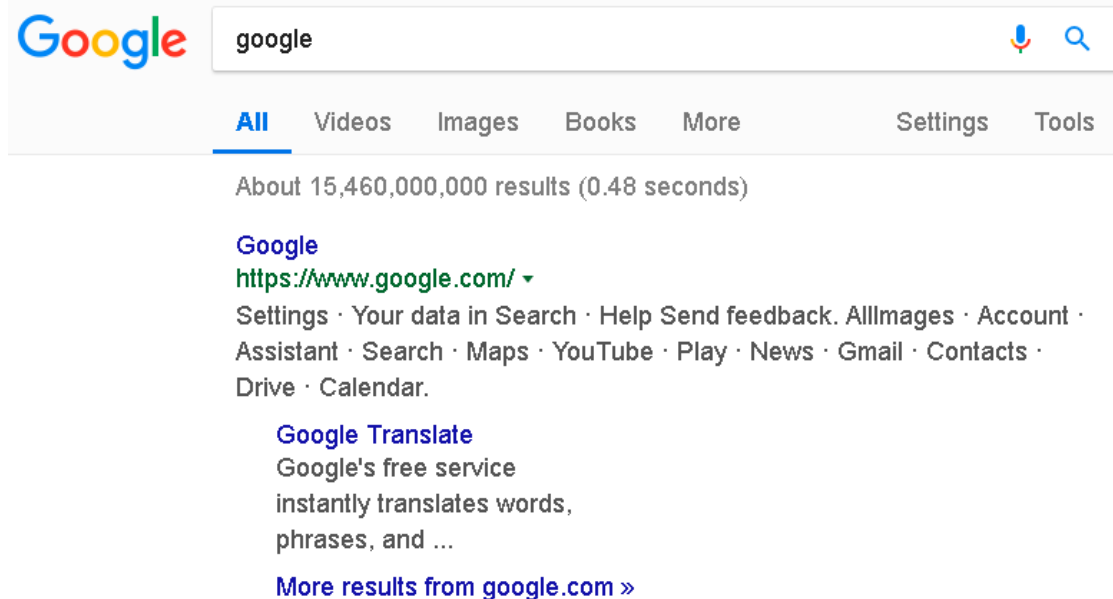 Google google
All Videos Images Books More Settings Tools
About 15,460,000,000 results (0.48 seconds)
Google
https://www.google.com/
Settings · Your data in Search · Help Send feedback. AllImages · Account ·
Assistant · Search · Maps · YouTube · Play · News · Gmail · Contacts ·
Drive · Calendar.
Google Translate
Google's free service
instantly translates words,
phrases, and ...
More results from google.com »